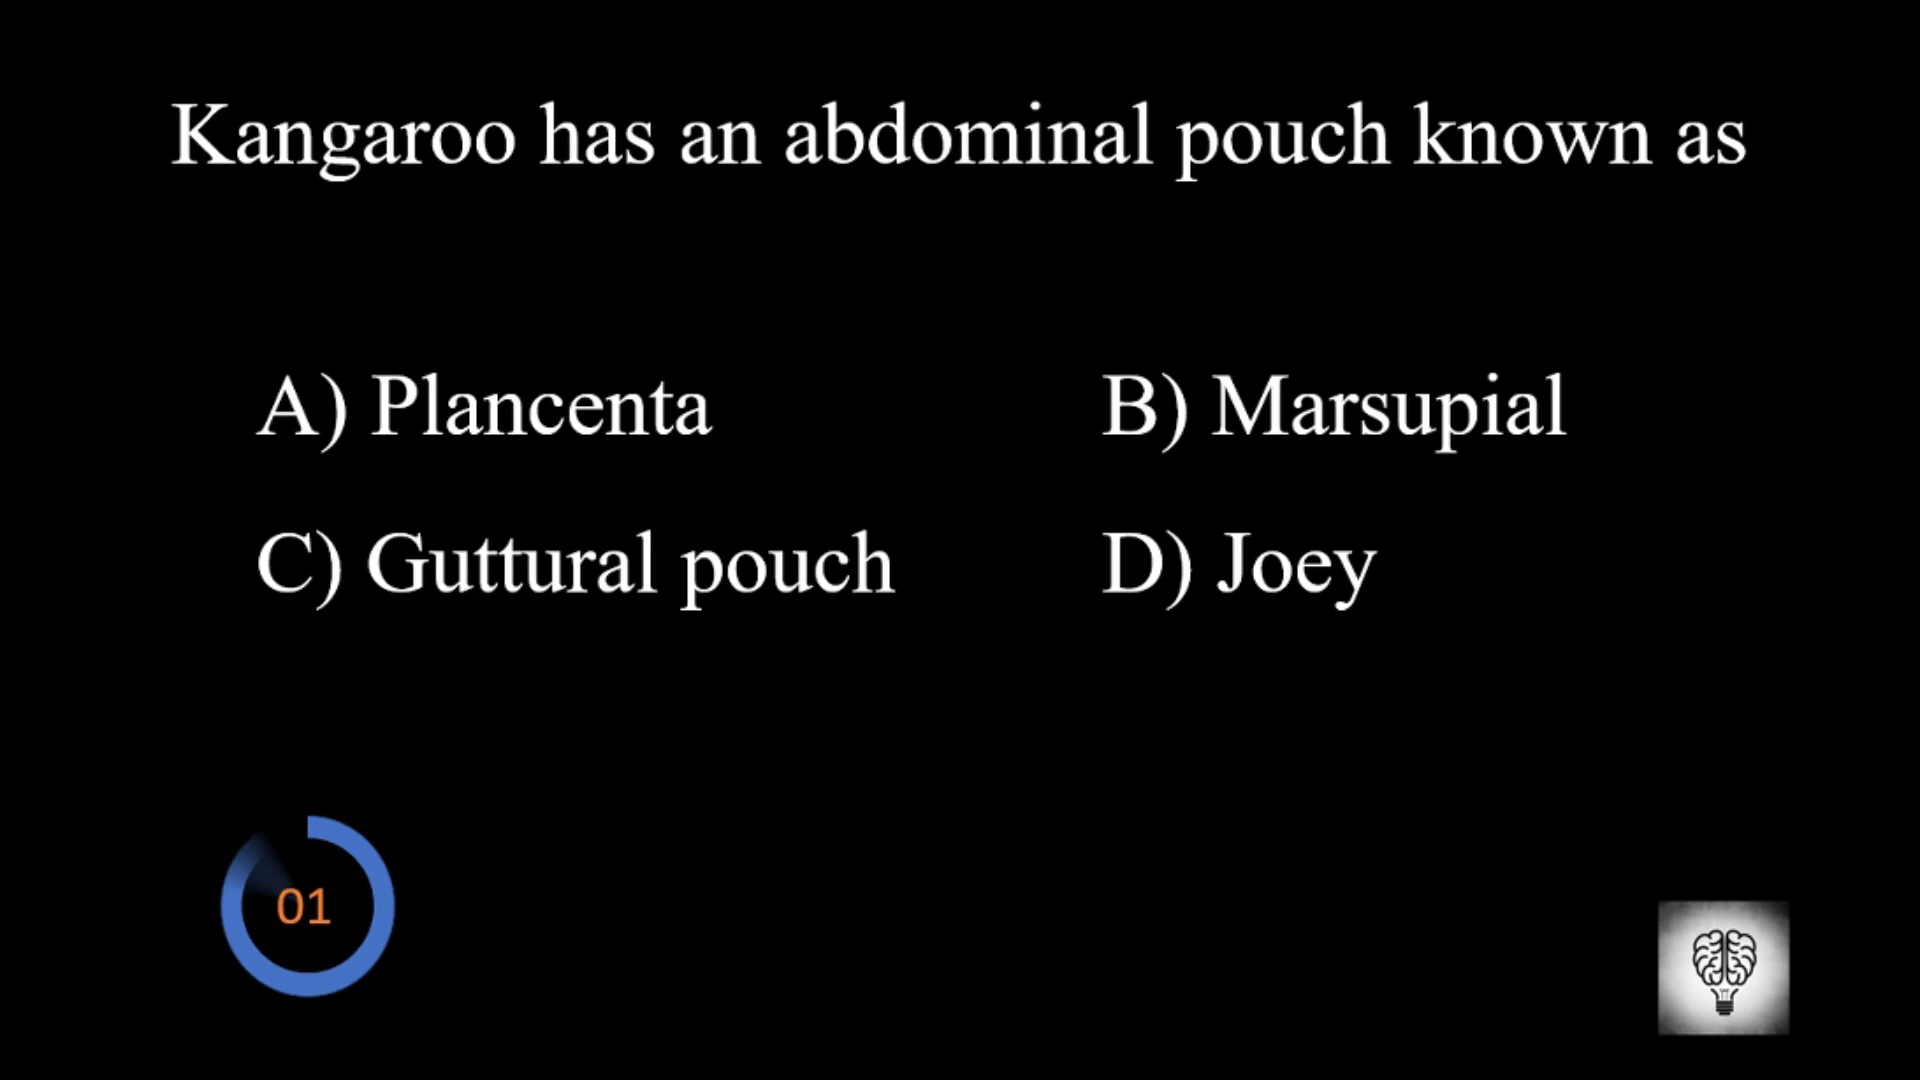 Kangaroo has an abdominal pouch known as
A) Plancenta
B) Marsupial
C) Guttural pouch
D) Joey
01